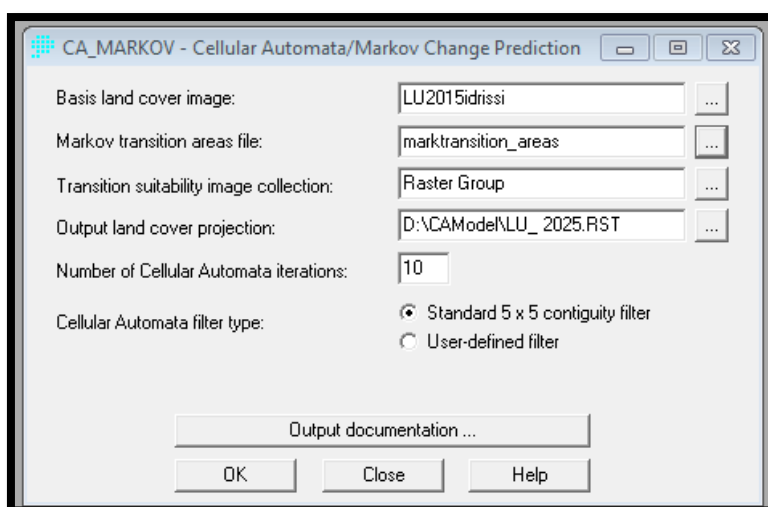 CA_MARKOV - Cellular Automata/Markov Change Prediction
Basis land cover image: LU2015idrissi ...
Markov transition areas file: marktransition_areas ...
Transition suitability image collection: Raster Group ...
Output land cover projection: D:\CAModel\LU_ 2025.RST ...
Number of Cellular Automata iterations: 10
Cellular Automata filter type: Standard 5 x 5 contiguity filter
User-defined filter
Output documentation ...
OK Close Help